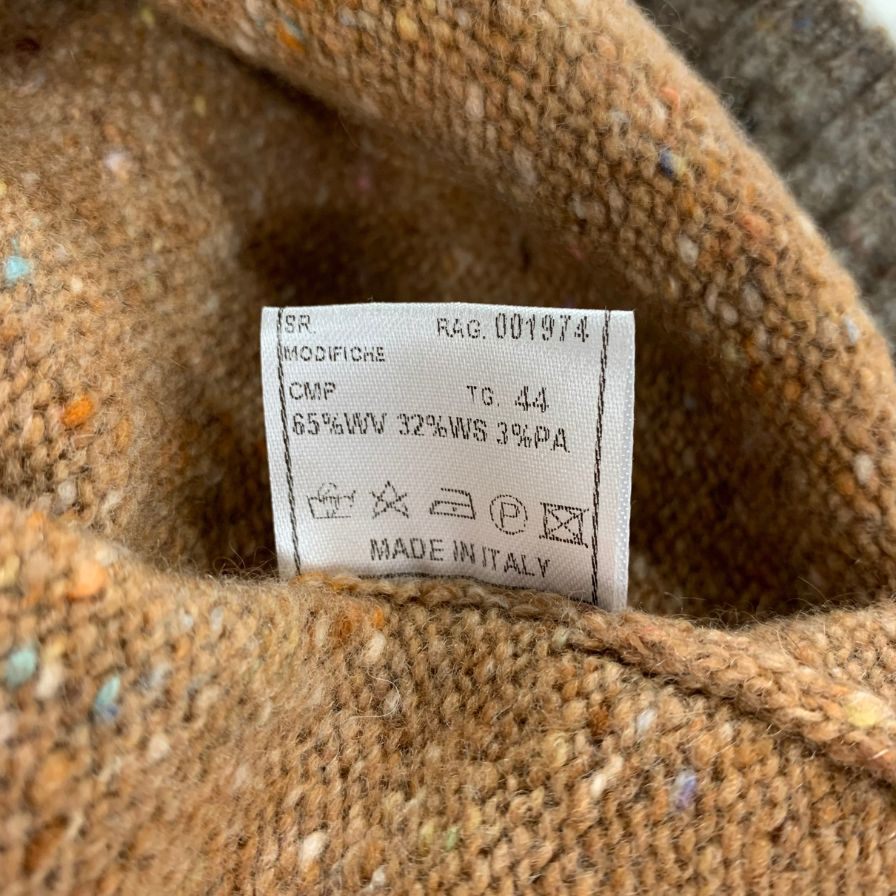 SR. RAG. 001974
MODIFICHE
CMP TG. 44
65%WV 32%WS 3%PA
P
MADE IN ITALY